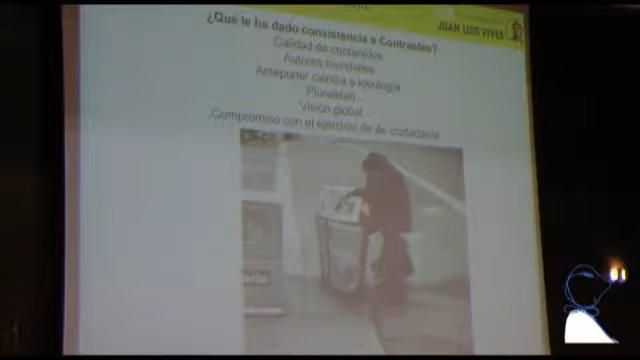 JUAN LUIS VIVES
¿Qué le ha dado consistencia a Contrastes?
Calidad de contenidos
Autores mundiales
Anteponer ciencia a ideología
Pluralidad
Visión global
Compromiso con el ejercicio de de ciudadanía